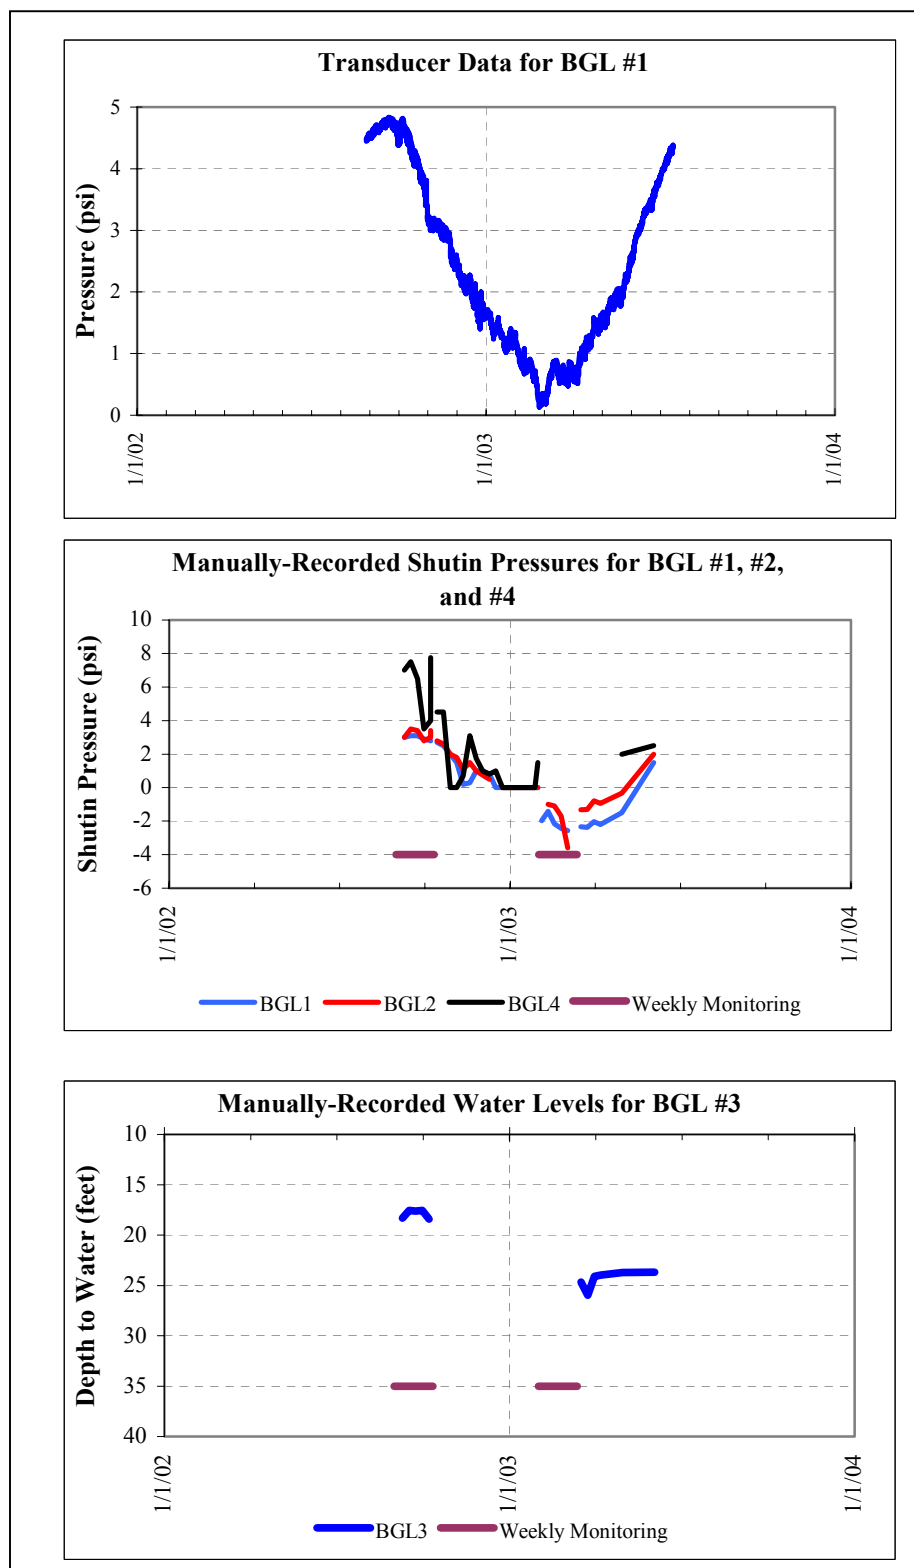 Transducer Data for BGL #1
5
4
3
2
1
0
Pressure (psi)
1/1/02
1/1/03
1/1/04
Manually-Recorded Shutin Pressures for BGL #1, #2,
and #4
10
8
6
4
2
0
-2
-4
-6
Shutin Pressure (psi)
1/1/02
1/1/03
1/1/04
BGL1
BGL2
BGL4
Weekly Monitoring
Manually-Recorded Water Levels for BGL #3
10
15
20
25
30
35
40
Depth to Water (feet)
1/1/02
1/1/03
1/1/04
BGL3
Weekly Monitoring